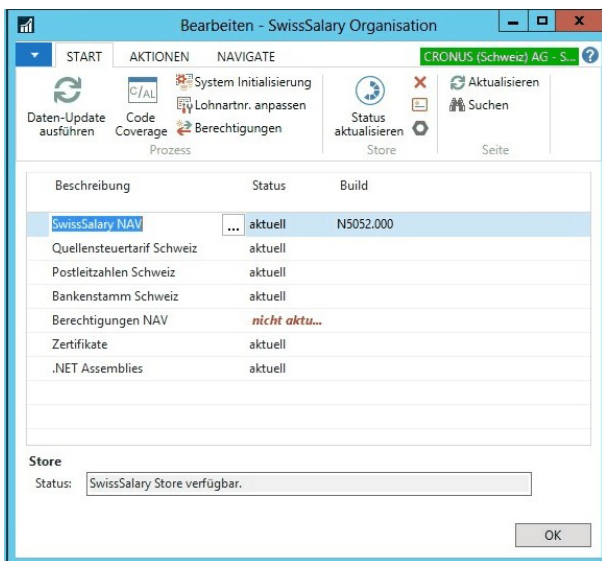 Bearbeiten - SwissSalary Organisation
START AKTIONEN NAVIGATE CRONUS (Schweiz) AG - S... ?
Daten-Update ausführen
C/AL
Code Coverage
System Initialisierung
Lohnartnr. anpassen
Berechtigungen
Prozess
Status aktualisieren
Store
Aktualisieren
Suchen
Seite
Beschreibung Status Build
SwissSalary NAV ... aktuell N5052.000
Quellensteuertarif Schweiz aktuell
Postleitzahlen Schweiz aktuell
Bankenstamm Schweiz aktuell
Berechtigungen NAV nicht aktu...
Zertifikate aktuell
.NET Assemblies aktuell
Store
Status: SwissSalary Store verfügbar.
OK